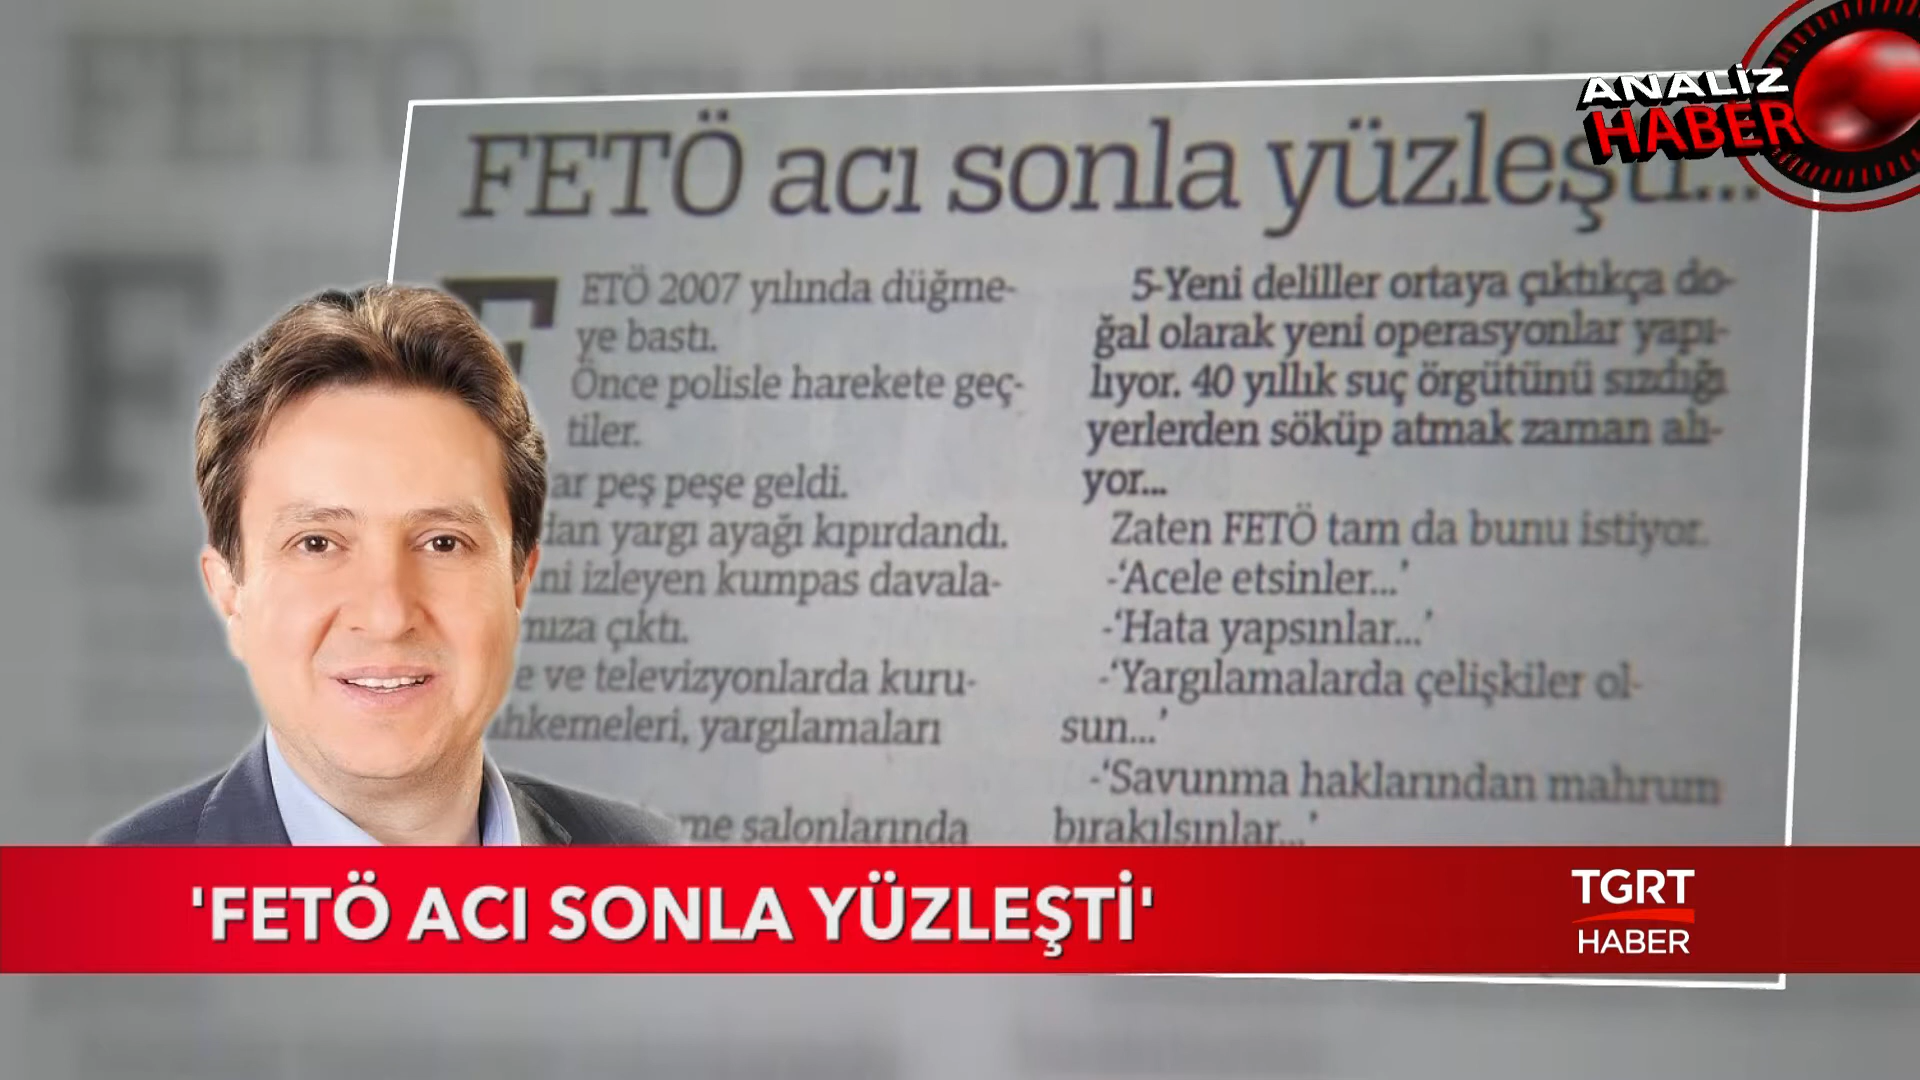 ANALİZ
HABER
FETÖ acı sonla yüzleşti...
ETÖ 2007 yılında düğme-
ye bastı.
Önce polisle harekete geç-
tiler.
ar peş peşe geldi.
dan yargı ayağı kıpırdandı.
ni izleyen kumpas davala-
mıza çıktı.
e ve televizyonlarda kuru-
ahkemeleri, yargılamaları
me salonlarında
5-Yeni deliller ortaya çıktıkça do-
ğal olarak yeni operasyonlar yapı-
lıyor. 40 yıllık suç örgütünü sızdığı
yerlerden söküp atmak zaman alı-
yor...
Zaten FETÖ tam da bunu istiyor.
-‘Acele etsinler...’
-‘Hata yapsınlar...’
-‘Yargılamalarda çelişkiler ol-
sun...’
-‘Savunma haklarından mahrum
bırakılsınlar...’
'FETÖ ACI SONLA YÜZLEŞTİ'
TGRT
HABER